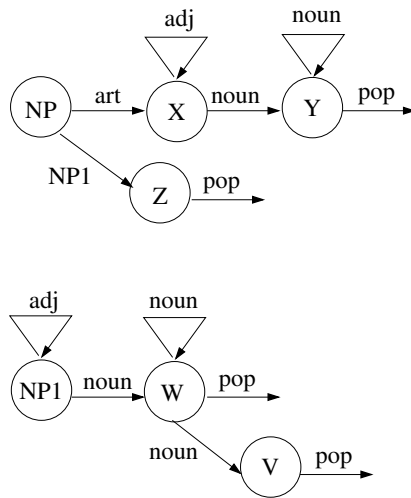 adj noun
NP art X noun Y pop
NP1 Z pop
adj noun
NP1 noun W pop
noun V pop